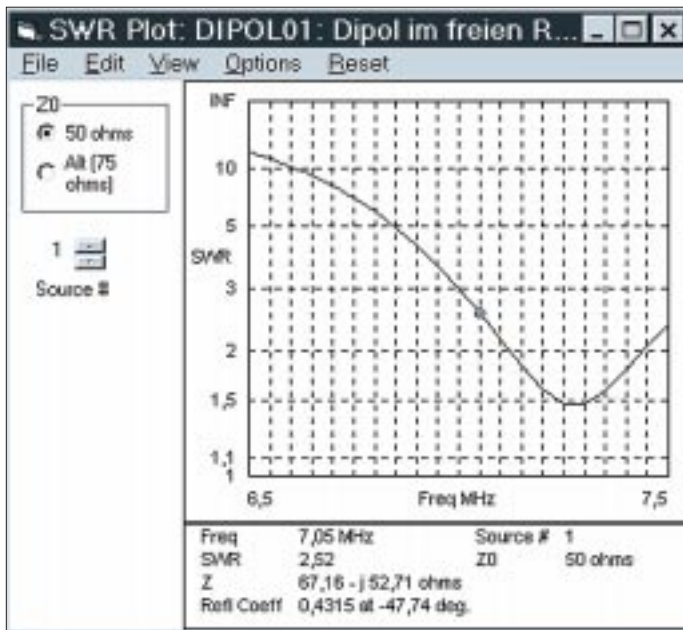 SWR Plot: DIPOL01: Dipol im freien R...
File Edit View Options Reset
Z0
50 ohms
Alt (75
ohms)
1
Source #
INF
10
5
SWR
3
2
1,5
1,1
1
6,5 Freq MHz 7,5
Freq 7,05 MHz Source # 1
SWR 2,52 Z0 50 ohms
Z 67,16 - j 52,71 ohms
Refl Coeff 0,4315 at -47,74 deg.